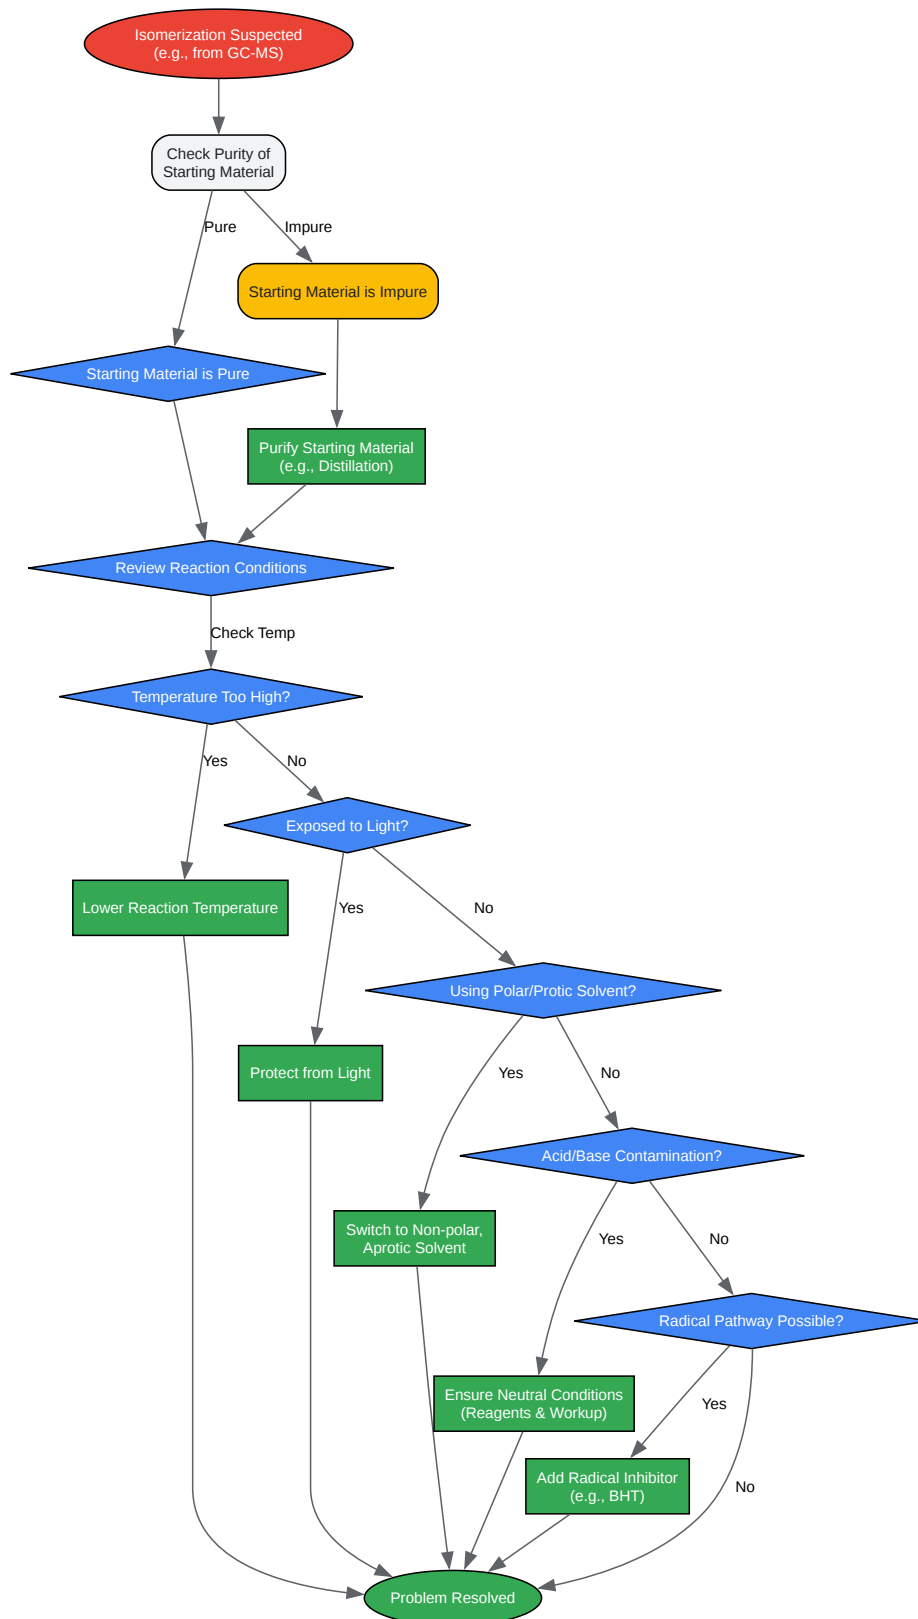 Isomerization Suspected
(e.g., from GC-MS)
Check Purity of
Starting Material
Pure
Impure
Starting Material is Impure
Starting Material is Pure
Purify Starting Material
(e.g., Distillation)
Review Reaction Conditions
Check Temp
Temperature Too High?
Yes
No
Exposed to Light?
Lower Reaction Temperature
Yes
No
Using Polar/Protic Solvent?
Protect from Light
Yes
No
Acid/Base Contamination?
Switch to Non-polar,
Aprotic Solvent
Yes
No
Radical Pathway Possible?
Ensure Neutral Conditions
(Reagents & Workup)
Yes
Add Radical Inhibitor
(e.g., BHT)
No
Problem Resolved